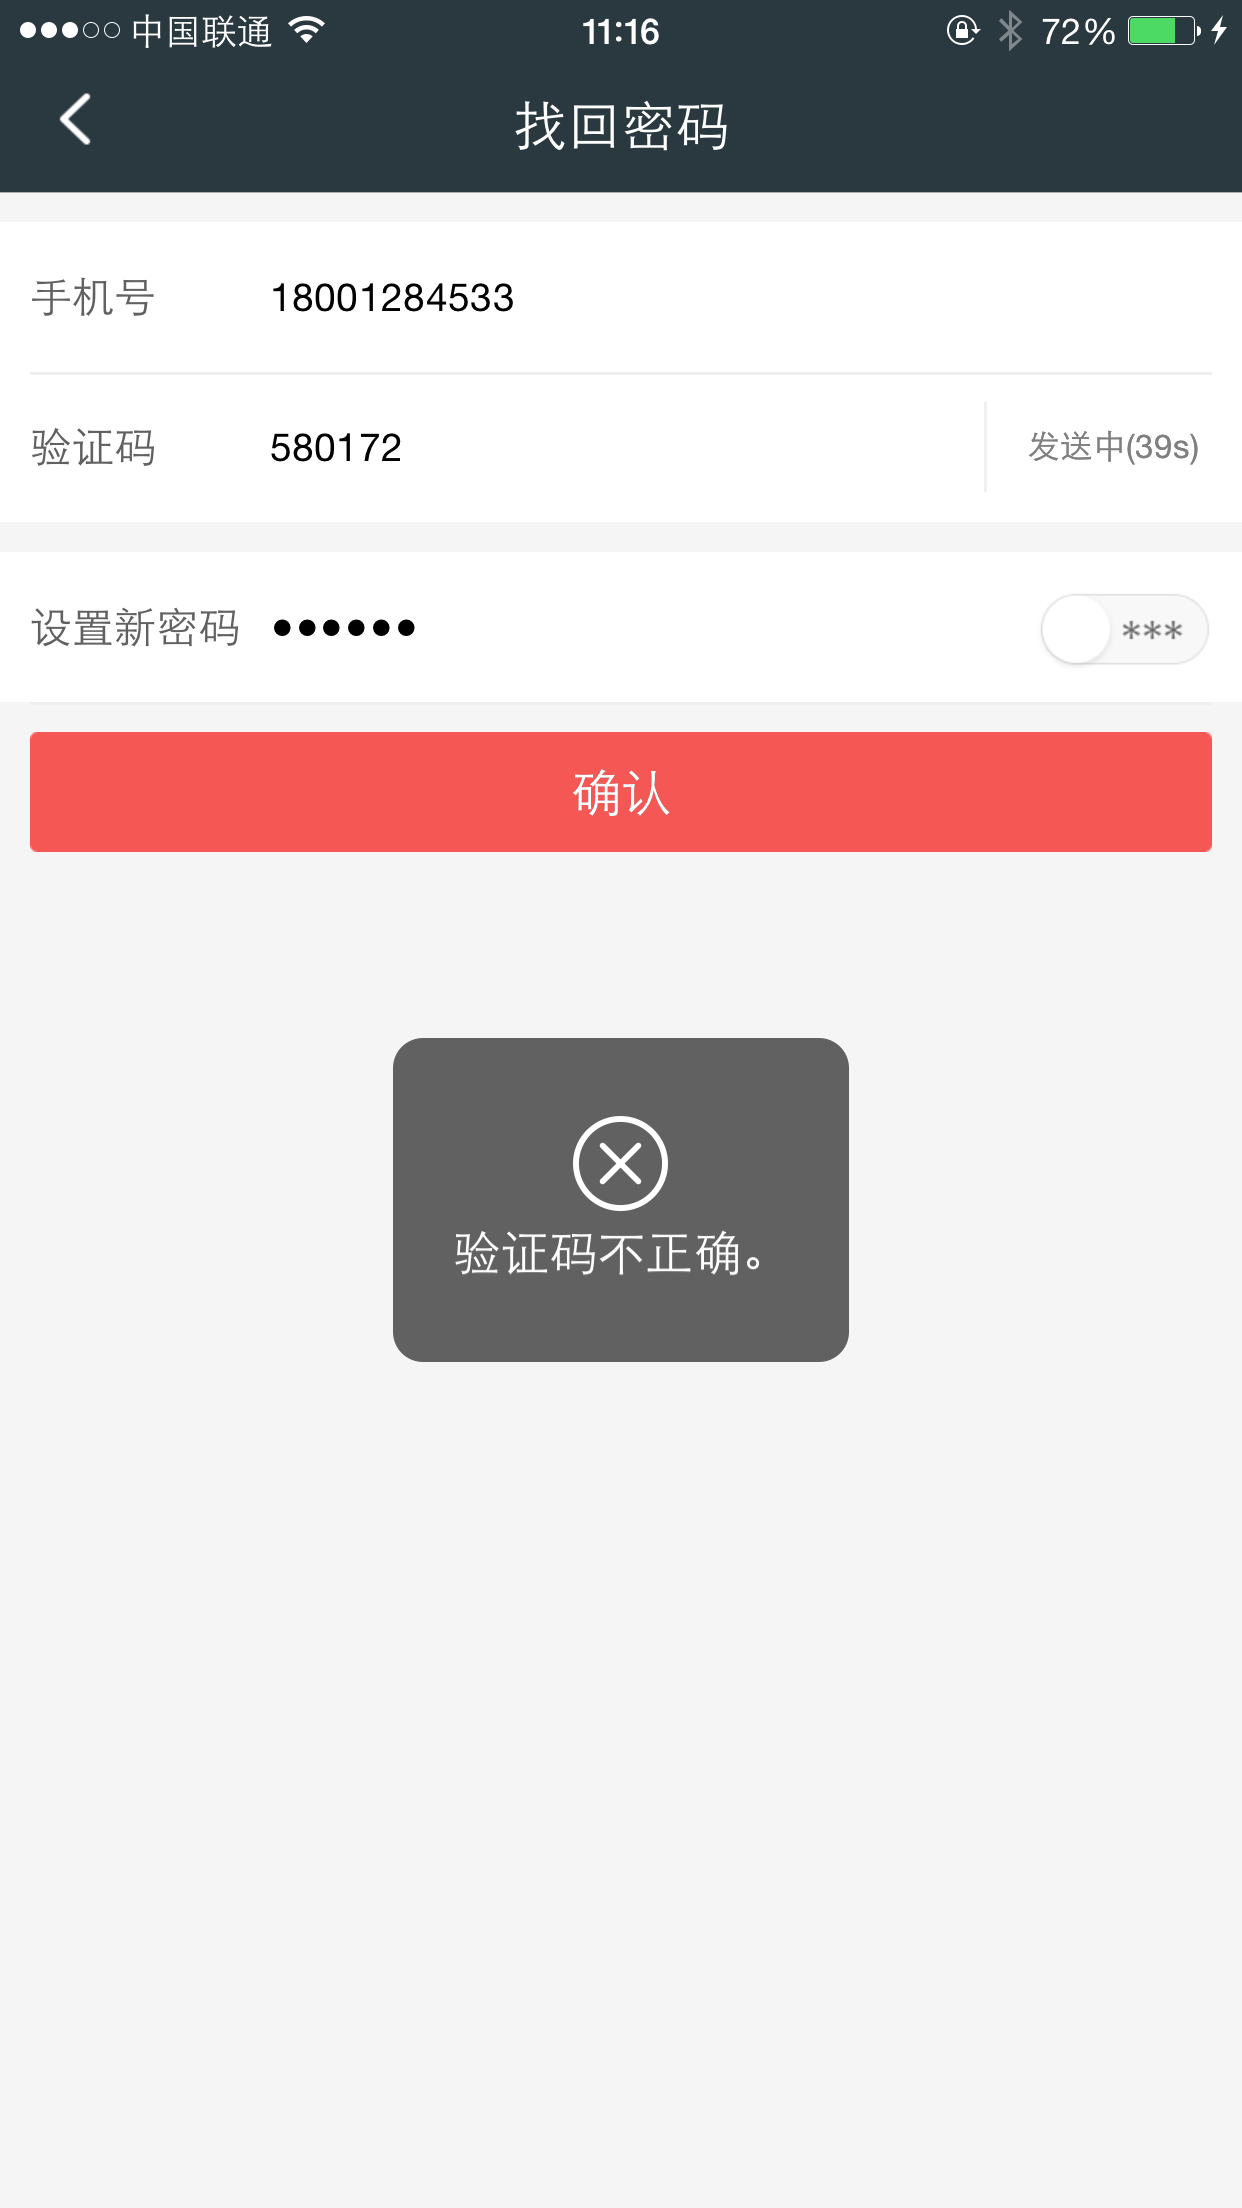 中国联通 11:16 72%
找回密码
手机号 18001284533
验证码 580172 发送中(39s)
设置新密码 •••••• ***
确认
验证码不正确。